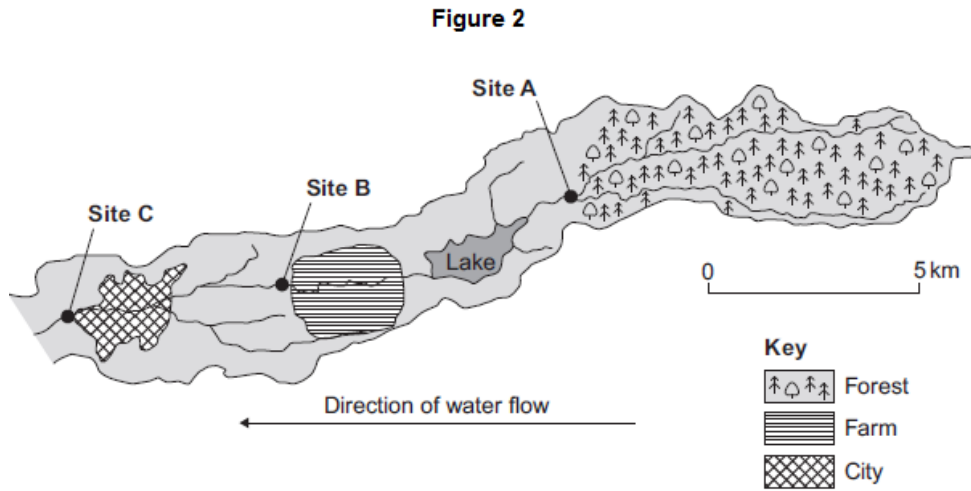 Figure 2
Site A
Site B
Site C
Lake
0 5 km
Key
Forest
Farm
City
Direction of water flow